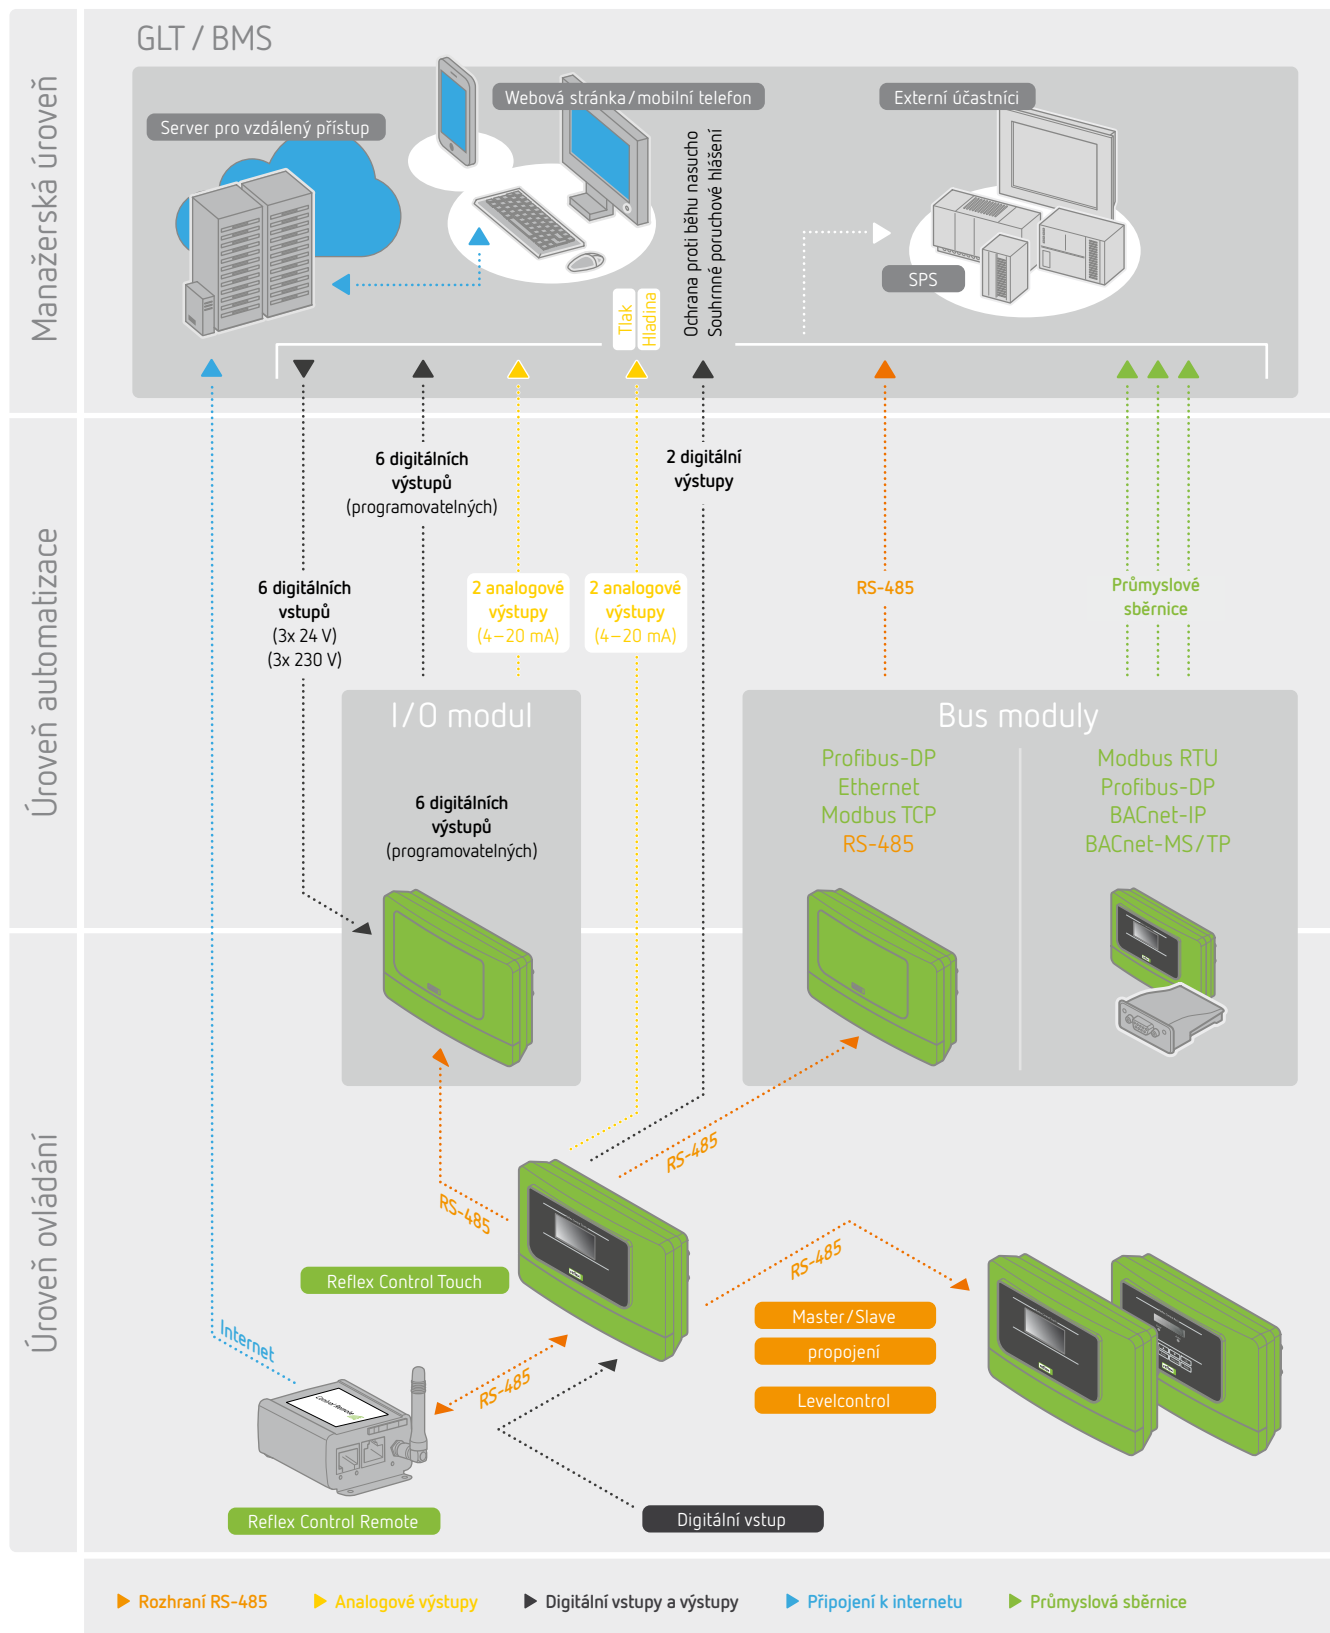 GLT / BMS
Manažerská úroveň
Server pro vzdálený přístup
Webová stránka/mobilní telefon
Externí účastníci
SPS
Tlak
Hladina
Ochrana proti běhu nasucho
Souhrnné poruchové hlášení
Úroveň automatizace
6 digitálních
vstupů
(3x 24 V)
(3x 230 V)
6 digitálních
výstupů
(programovatelných)
2 analogové
výstupy
(4–20 mA)
2 analogové
výstupy
(4–20 mA)
2 digitální
výstupy
RS-485
Průmyslové
sběrnice
I/O modul
6 digitálních
výstupů
(programovatelných)
Bus moduly
Profibus-DP
Ethernet
Modbus TCP
RS-485
Modbus RTU
Profibus-DP
BACnet-IP
BACnet-MS/TP
Úroveň ovládání
RS-485
RS-485
RS-485
RS-485
Internet
Reflex Control Touch
Master/Slave
propojení
Levelcontrol
Control Remote
Reflex Control Remote
Digitální vstup
Rozhraní RS-485
Analogové výstupy
Digitální vstupy a výstupy
Připojení k internetu
Průmyslová sběrnice